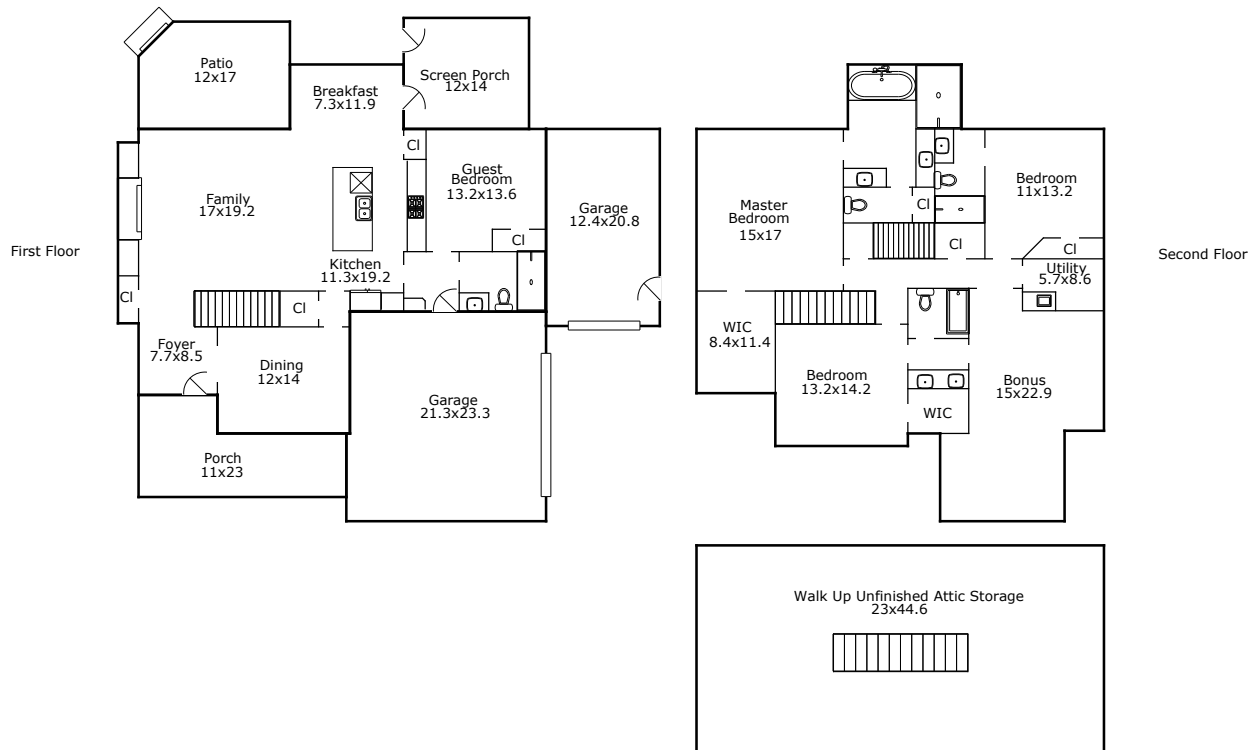 Patio
12x17
Screen Porch
12x14
Breakfast
7.3x11.9
Cl
Guest
Bedroom
13.2x13.6
Family
17x19.2
Garage
12.4x20.8
First Floor
Cl
Kitchen
11.3x19.2
Cl
Cl
Foyer
7.7x8.5
Dining
12x14
Garage
21.3x23.3
Porch
11x23
Bedroom
11x13.2
Master
Bedroom
15x17
Cl
Cl
Cl
Utility
5.7x8.6
Second Floor
WIC
8.4x11.4
Bedroom
13.2x14.2
Bonus
15x22.9
WIC
Walk Up Unfinished Attic Storage
23x44.6